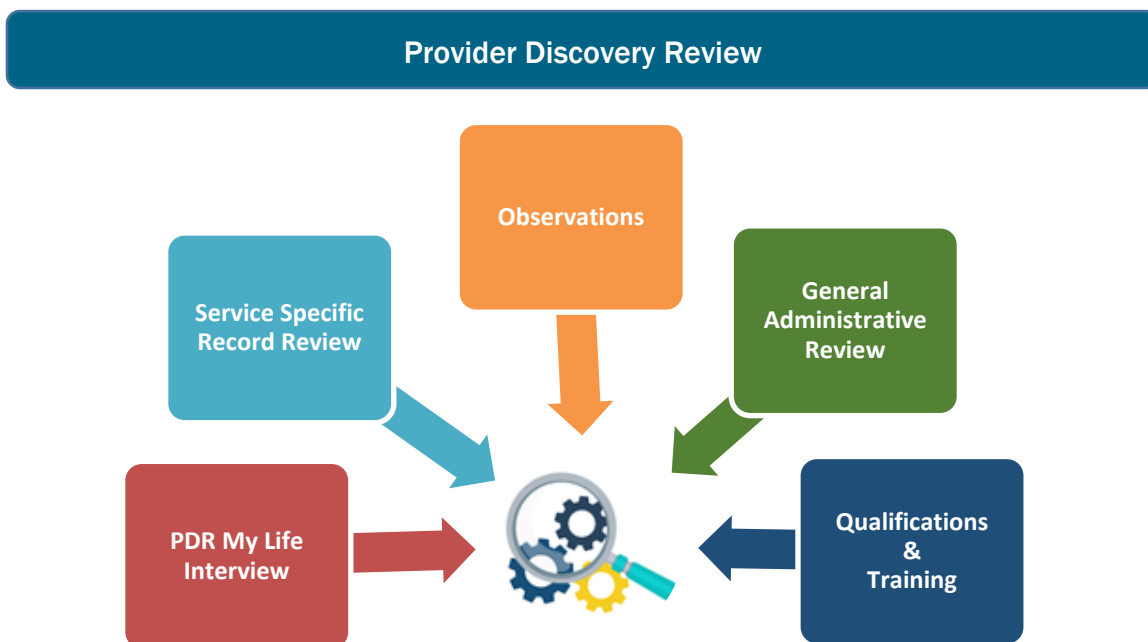 Provider Discovery Review
Observations
Service Specific
Record Review
General
Administrative
Review
PDR My Life
Interview
Qualifications
&
Training